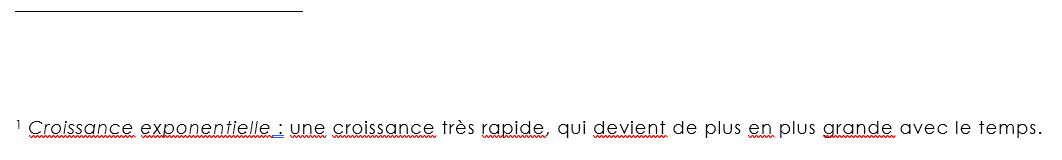 ¹ Croissance exponentielle : une croissance très rapide, qui devient de plus en plus grande avec le temps.